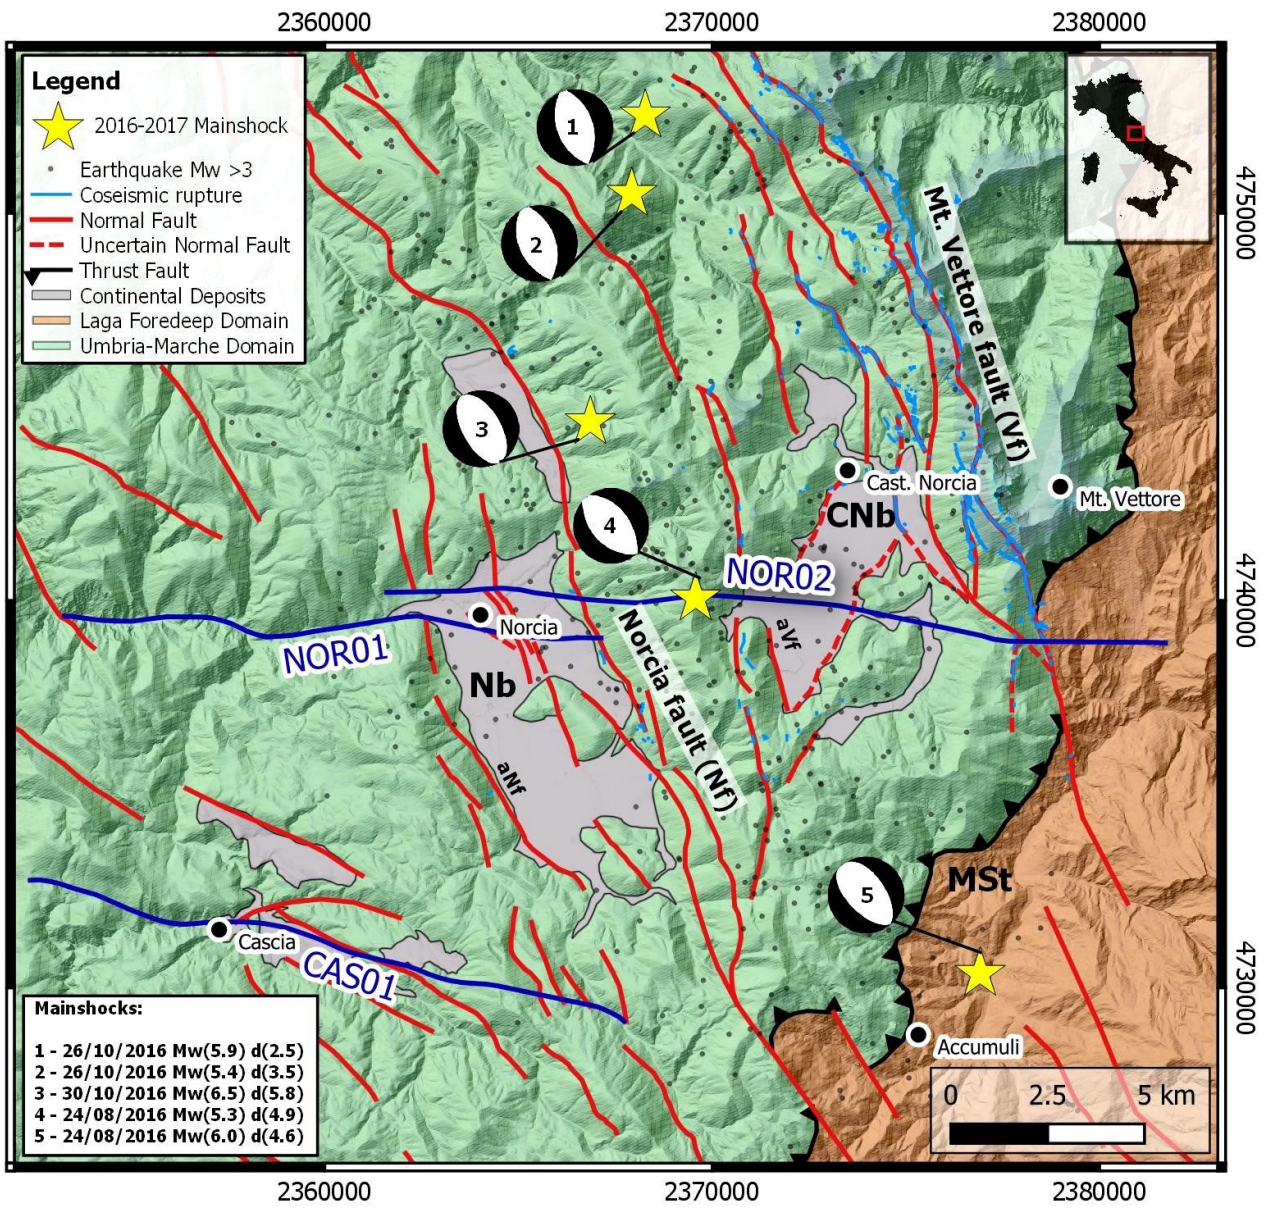 2360000
2370000
2380000
Legend
2016-2017 Mainshock
Earthquake Mw >3
Coseismic rupture
Normal Fault
Uncertain Normal Fault
Thrust Fault
Continental Deposits
Laga Foredeep Domain
Umbria-Marche Domain
1
2
3
4
5
Mt. Vettore fault (Vf)
4750000
Cast. Norcia
Mt. Vettore
CNb
NOR02
4740000
Norcia
NOR01
Norcia fault (Nf)
aVf
Nb
aNf
MSt
Cascia
CAS01
4730000
Accumuli
Mainshocks:
1 - 26/10/2016 Mw(5.9) d(2.5)
2 - 26/10/2016 Mw(5.4) d(3.5)
3 - 30/10/2016 Mw(6.5) d(5.8)
4 - 24/08/2016 Mw(5.3) d(4.9)
5 - 24/08/2016 Mw(6.0) d(4.6)
0 2.5 5 km
2360000
2370000
2380000